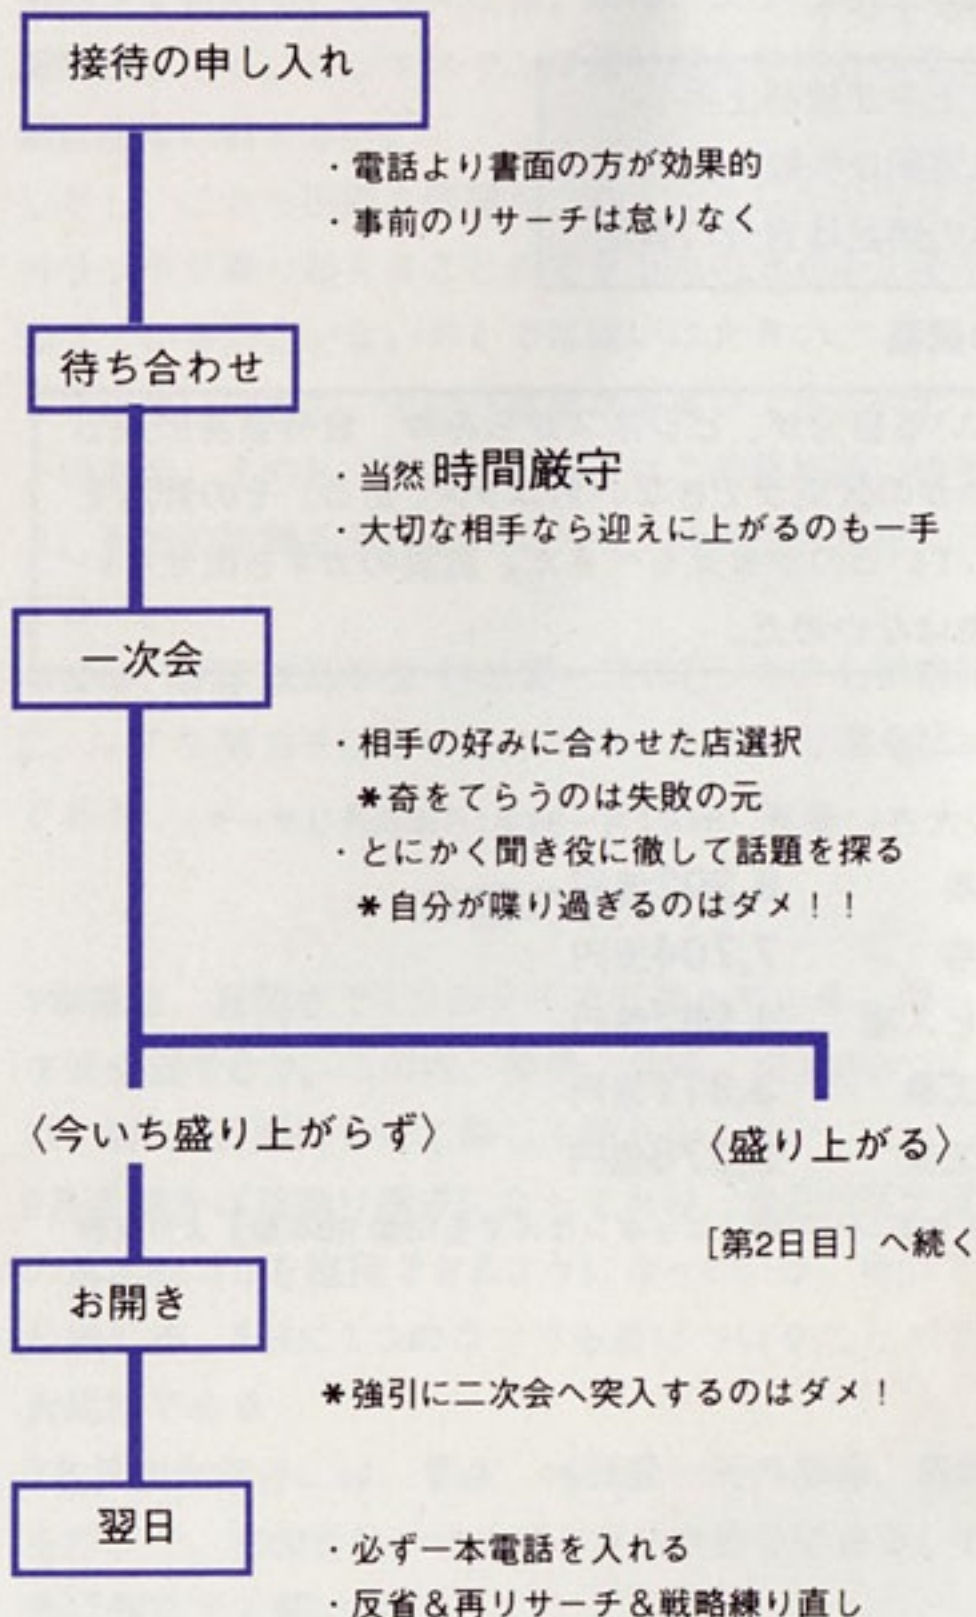 接待の申し入れ
・電話より書面の方が効果的
・事前のリサーチは怠りなく
待ち合わせ
・当然時間厳守
・大切な相手なら迎えに上がるのも一手
一次会
・相手の好みに合わせた店選択
＊奇をてらうのは失敗の元
・とにかく聞き役に徹して話題を探る
＊自分が喋り過ぎるのはダメ！！
〈今いち盛り上がらず〉
〈盛り上がる〉
［第2日目］へ続く
お開き
＊強引に二次会へ突入するのはダメ！
翌日
・必ず一本電話を入れる
・反省＆再リサーチ＆戦略練り直し